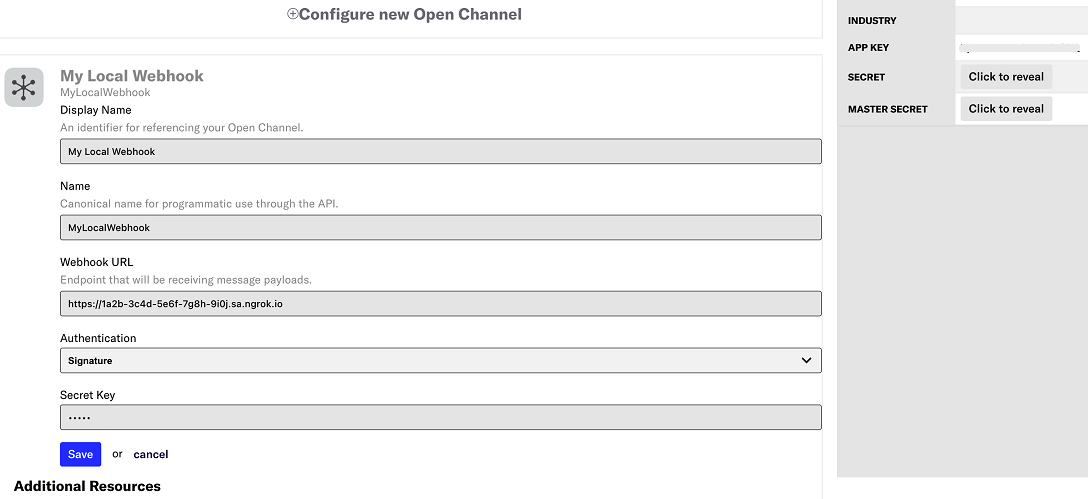 Configure new Open Channel
My Local Webhook
MyLocalWebhook
Display Name
An identifier for referencing your Open Channel.
My Local Webhook
Name
Canonical name for programmatic use through the API.
MyLocalWebhook
Webhook URL
Endpoint that will be receiving message payloads.
https://1a2b-3c4d-5e6f-7g8h-9i0j.sa.ngrok.io
Authentication
Signature
Secret Key
•••••
Save or cancel
Additional Resources
INDUSTRY
APP KEY
SECRET Click to reveal
MASTER SECRET Click to reveal